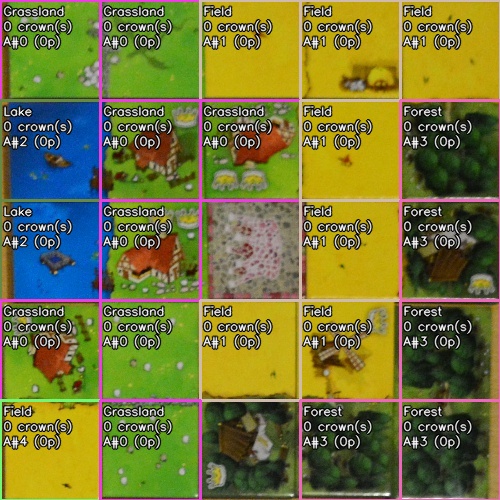 Grassland
0 crown(s)
A#0 (0p)
Grassland
0 crown(s)
A#0 (0p)
Field
0 crown(s)
A#1 (0p)
Field
0 crown(s)
A#1 (0p)
Field
0 crown(s)
A#1 (0p)
Lake
0 crown(s)
A#2 (0p)
Grassland
0 crown(s)
A#0 (0p)
Grassland
0 crown(s)
A#0 (0p)
Field
0 crown(s)
A#1 (0p)
Forest
0 crown(s)
A#3 (0p)
Lake
0 crown(s)
A#2 (0p)
Grassland
0 crown(s)
A#0 (0p)
Field
0 crown(s)
A#1 (0p)
Forest
0 crown(s)
A#3 (0p)
Grassland
0 crown(s)
A#0 (0p)
Grassland
0 crown(s)
A#0 (0p)
Field
0 crown(s)
A#1 (0p)
Field
0 crown(s)
A#1 (0p)
Forest
0 crown(s)
A#3 (0p)
Field
0 crown(s)
A#4 (0p)
Grassland
0 crown(s)
A#0 (0p)
Forest
0 crown(s)
A#3 (0p)
Forest
0 crown(s)
A#3 (0p)